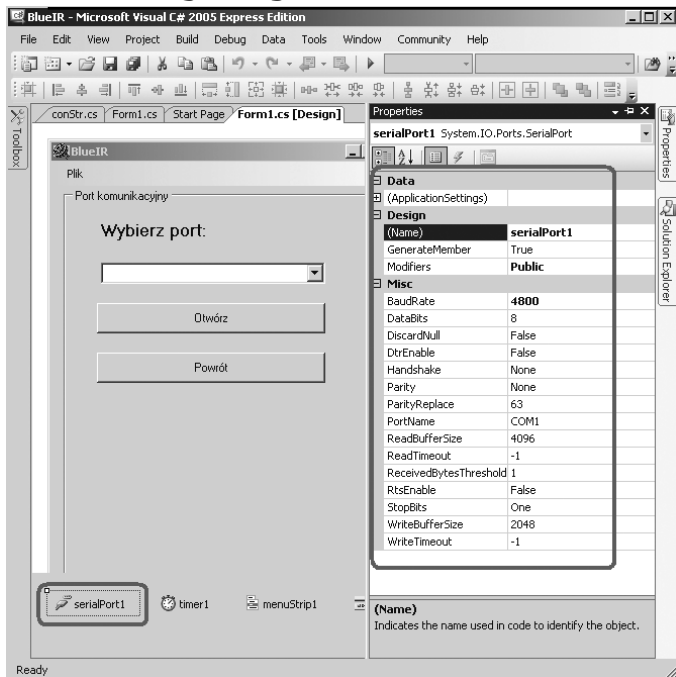 BlueIR - Microsoft Visual C# 2005 Express Edition
File Edit View Project Build Debug Data Tools Window Community Help
conStr.cs Form1.cs Start Page Form1.cs [Design]
Toolbox
BlueIR
Plik
Port komunikacyjny
Wybierz port:
Otwórz
Powrót
serialPort1 timer1 menuStrip1
Properties
serialPort1 System.IO.Ports.SerialPort
Data
(ApplicationSettings)
Design
(Name) serialPort1
GenerateMember True
Modifiers Public
Misc
BaudRate 4800
DataBits 8
DiscardNull False
DtrEnable False
Handshake None
Parity None
ParityReplace 63
PortName COM1
ReadBufferSize 4096
ReadTimeout -1
ReceivedBytesThreshold 1
RtsEnable False
StopBits One
WriteBufferSize 2048
WriteTimeout -1
(Name)
Indicates the name used in code to identify the object.
Properties
Solution Explorer
Ready